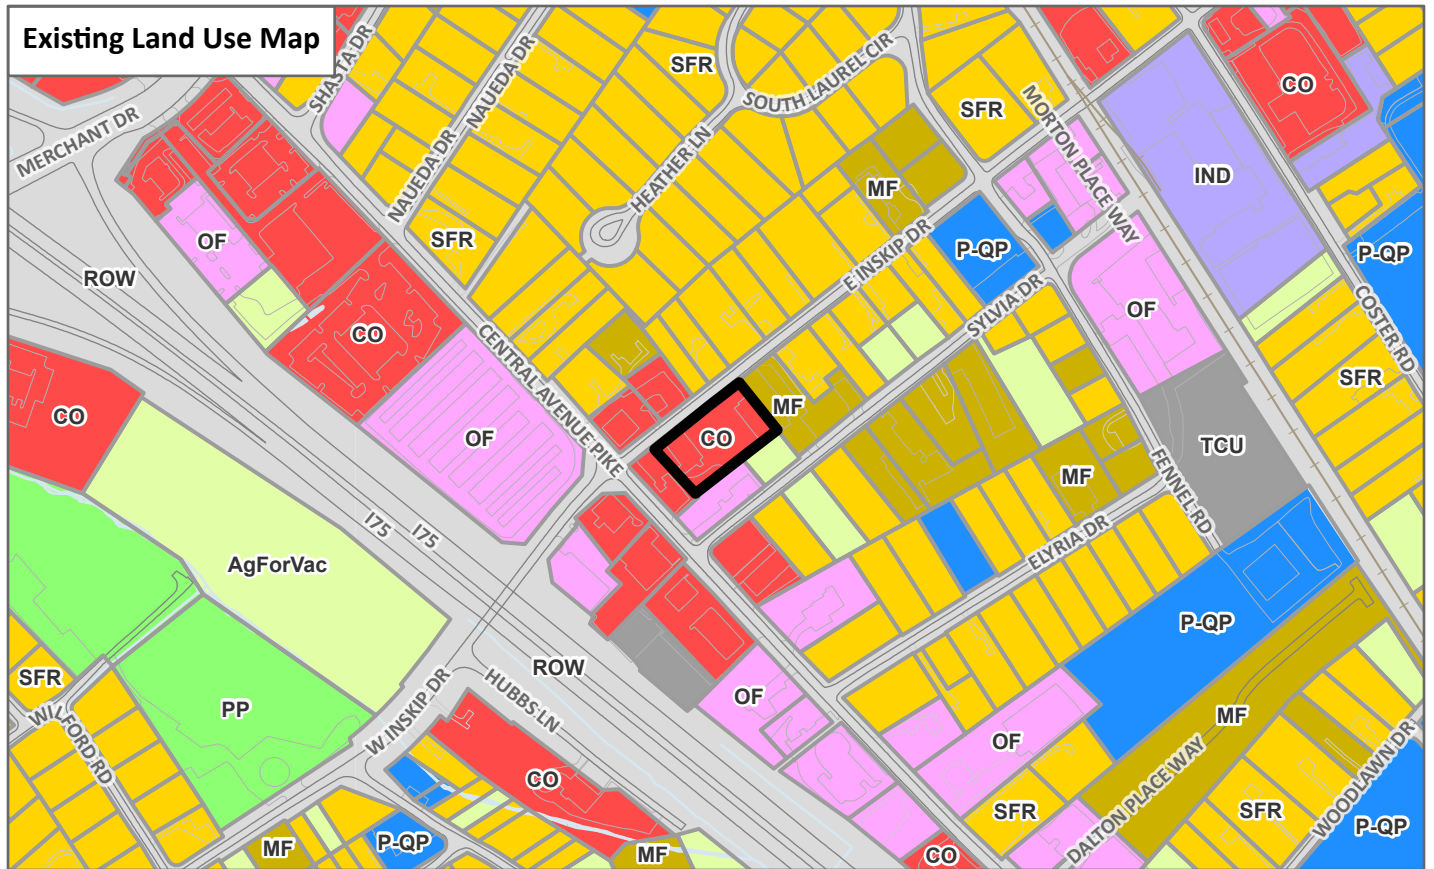 Existing Land Use Map
SHASTA DR
NAUEDA DR
SFR
SOUTH LAUREL CIR
CO
MERCHANT DR
SFR
MORTON PLACE WAY
HEATHER LN
NAUEDA DR
MF
IND
OF
SFR
P-QP
P-QP
ROW
E INSKIP DR
SYLVIA DR
OF
COSTER RD
CO
CENTRAL AVENUE PIKE
SFR
CO
MF
OF
CO
TCU
MF
FENNEL RD
I75
I75
ELYRIA DR
AgForVac
P-QP
SFR
ROW
WILFORD RD
PP
W INSKIP DR
HUBBS LN
OF
MF
OF
CO
DALTON PLACE WAY
SFR
SFR
WOODLAWN DR
MF
P-QP
MF
CO
P-QP